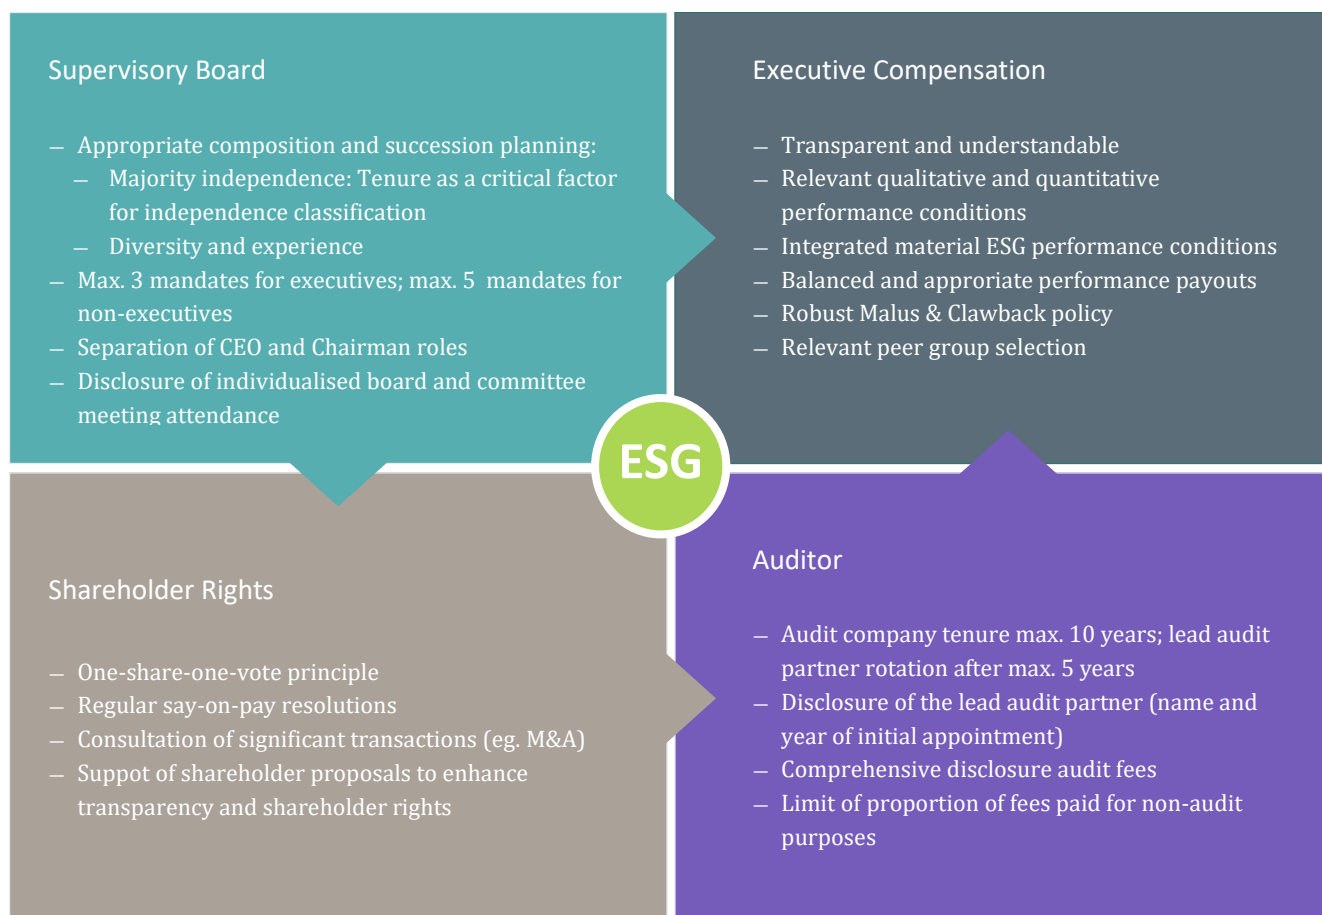 Supervisory Board
— Appropriate composition and succession planning:
— Majority independence: Tenure as a critical factor
for independence classification
— Diversity and experience
— Max. 3 mandates for executives; max. 5 mandates for
non-executives
— Separation of CEO and Chairman roles
— Disclosure of individualised board and committee
meeting attendance
Executive Compensation
— Transparent and understandable
— Relevant qualitative and quantitative
performance conditions
— Integrated material ESG performance conditions
— Balanced and approriate performance payouts
— Robust Malus & Clawback policy
— Relevant peer group selection
ESG
Shareholder Rights
— One-share-one-vote principle
— Regular say-on-pay resolutions
— Consultation of significant transactions (eg. M&A)
— Suppot of shareholder proposals to enhance
transparency and shareholder rights
Auditor
— Audit company tenure max. 10 years; lead audit
partner rotation after max. 5 years
— Disclosure of the lead audit partner (name and
year of initial appointment)
— Comprehensive disclosure audit fees
— Limit of proportion of fees paid for non-audit
purposes